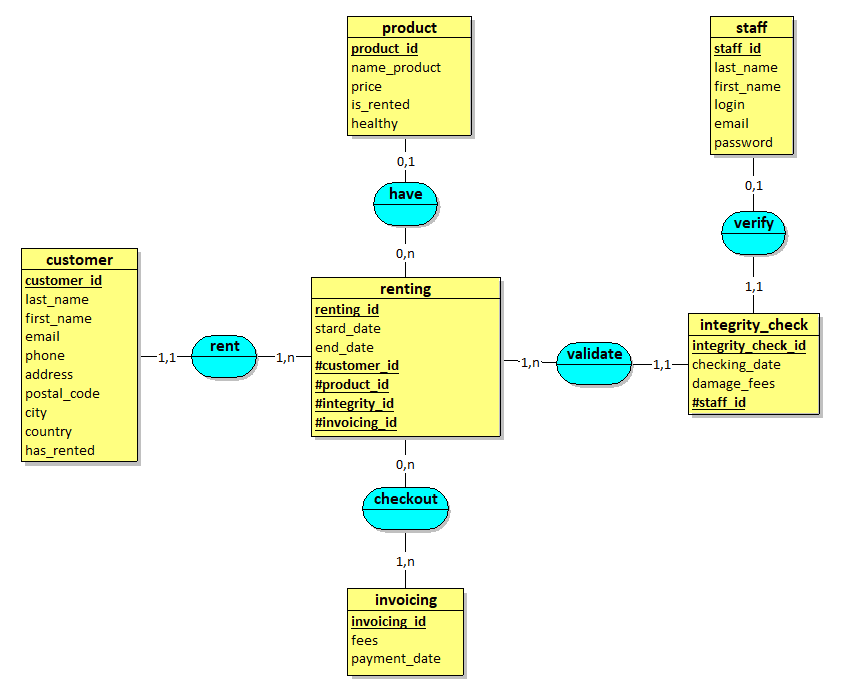 product
product_id
name_product
price
is_rented
healthy
staff
staff_id
last_name
first_name
login
email
password
0,1
have
0,n
0,1
verify
1,1
customer
customer_id
last_name
first_name
email
phone
address
postal_code
city
country
has_rented
1,1
rent
1,n
renting
renting_id
stard_date
end_date
#customer_id
#product_id
#integrity_id
#invoicing_id
1,n
validate
1,1
integrity_check
integrity_check_id
checking_date
damage_fees
#staff_id
0,n
checkout
1,n
invoicing
invoicing_id
fees
payment_date